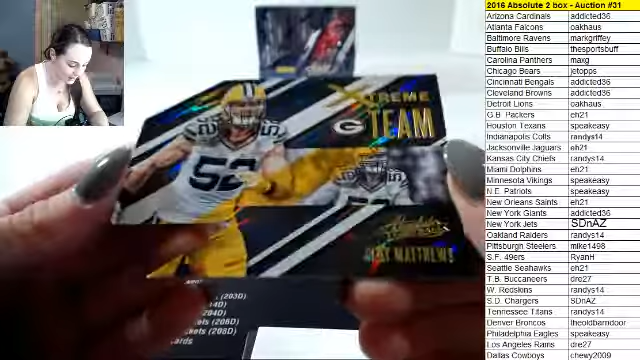 2016 Absolute 2 box - Auction #31
Arizona Cardinals addicted36
Atlanta Falcons oakhaus
Baltimore Ravens markgriffey
Buffalo Bills thesportsbuff
Carolina Panthers maxg
Chicago Bears jetopps
Cincinnati Bengals addicted36
Cleveland Browns addicted36
Detroit Lions oakhaus
G.B. Packers eh21
Houston Texans speakeasy
Indianapolis Colts randys14
Jacksonville Jaguars eh21
Kansas City Chiefs randys14
Miami Dolphins eh21
Minnesota Vikings speakeasy
N.E. Patriots speakeasy
New Orleans Saints eh21
New York Giants addicted36
New York Jets SDnAZ
Oakland Raiders randys14
Pittsburgh Steelers mike1498
S.F. 49ers RyanH
Seattle Seahawks eh21
T.B. Buccaneers dre27
W. Redskins randys14
S.D. Chargers SDnAZ
Tennessee Titans randys14
Denver Broncos theoldbarndoor
Philadelphia Eagles speakeasy
Los Angeles Rams dre27
Dallas Cowboys chewy2009
XTREME
G TEAM
52
MATTHEWS
(203D)
(208D)